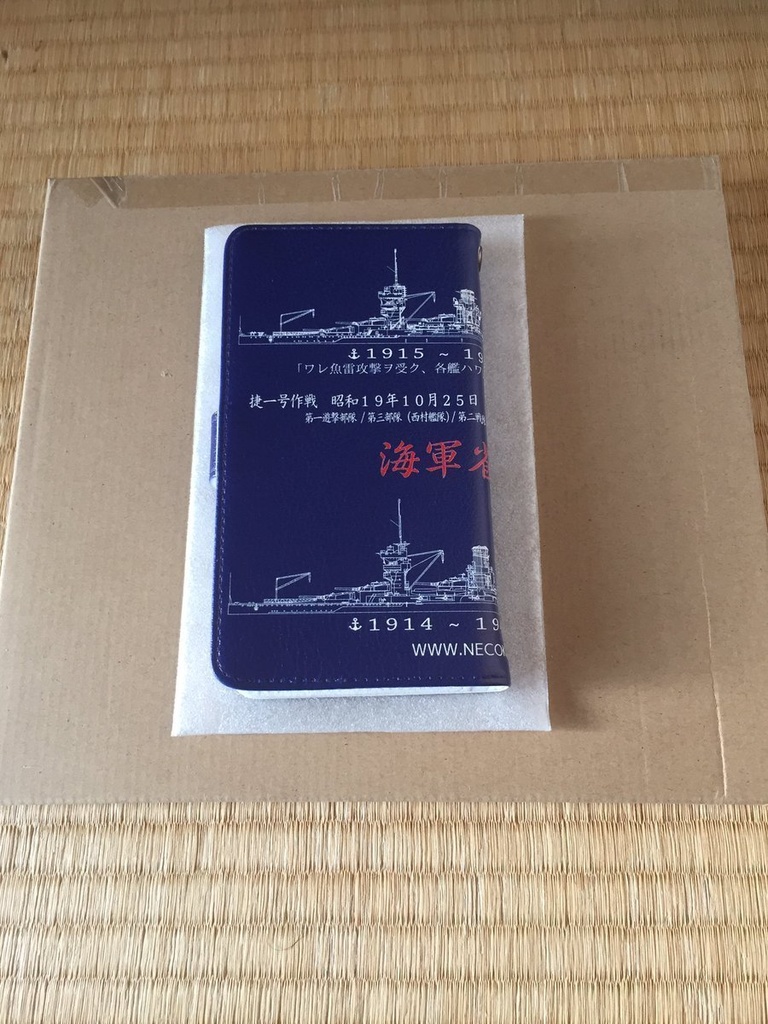 ⚓1915 ~ 19
「ワレ魚雷攻撃ヲ受ク、各艦ハワ
捷一号作戦 昭和19年10月25日
第一遊撃部隊 / 第三部隊 (西村艦隊) / 第二戦
海軍省
⚓1914 ~ 19
WWW.NECO